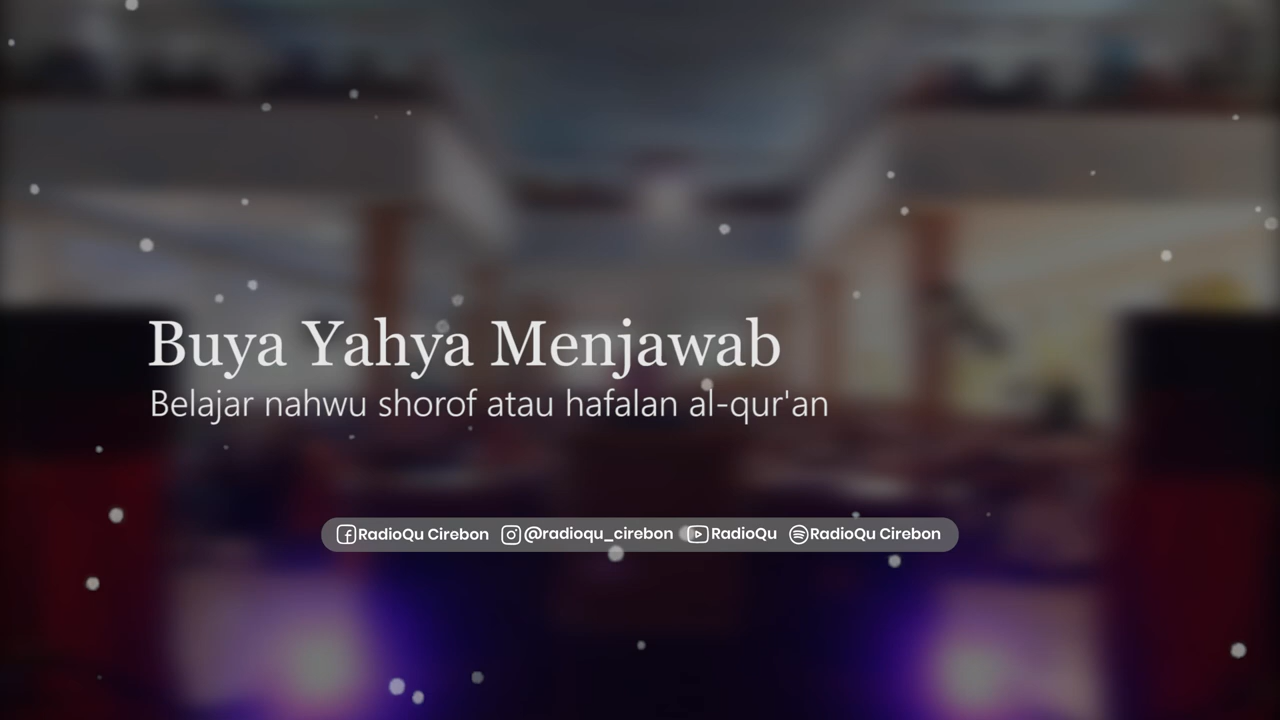 Buya Yahya Menjawab
Belajar nahwu shorof atau hafalan al-qur'an
RadioQu Cirebon @radioqu_cirebon RadioQu RadioQu Cirebon